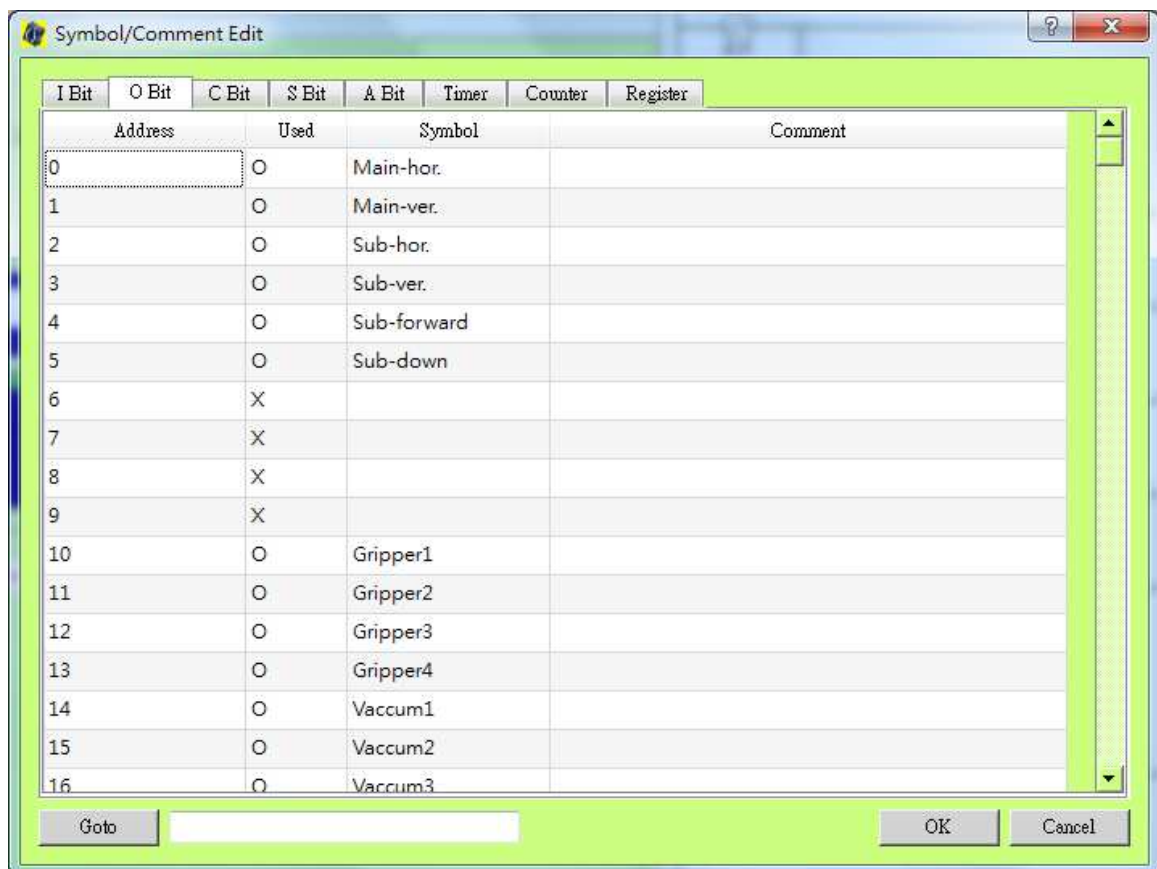 Symbol/Comment Edit
I Bit O Bit C Bit S Bit A Bit Timer Counter Register
Address Used Symbol Comment
0 O Main-hor.
1 O Main-ver.
2 O Sub-hor.
3 O Sub-ver.
4 O Sub-forward
5 O Sub-down
6 X
7 X
8 X
9 X
10 O Gripper1
11 O Gripper2
12 O Gripper3
13 O Gripper4
14 O Vaccum1
15 O Vaccum2
16 O Vaccum3
Goto OK Cancel